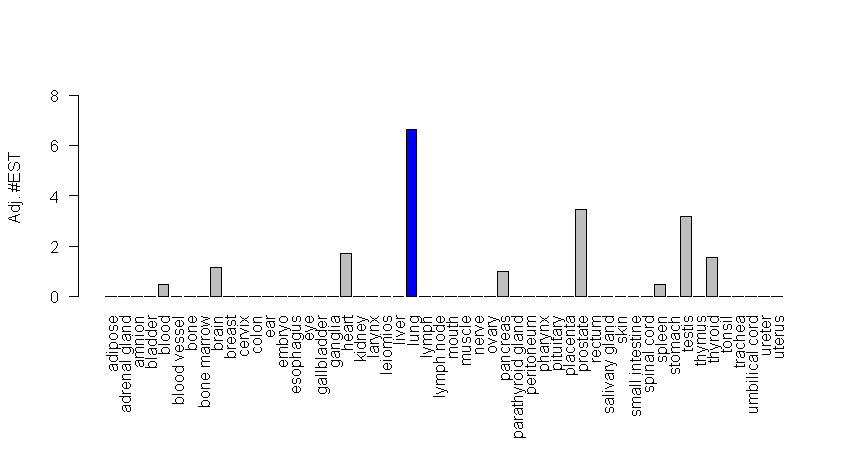 8
6
4
2
0
Adj. #EST
adipose
adrenal gland
amnion
bladder
blood
blood vessel
bone
bone marrow
brain
breast
cervix
colon
ear
embryo
esophagus
eye
gallbladder
ganglia
heart
kidney
larynx
leiomios
liver
lung
lymph
lymph node
mouth
muscle
nerve
ovary
pancreas
parathyroid gland
peritoneum
pharynx
pituitary
placenta
prostate
rectum
salivary gland
skin
small intestine
spinal cord
spleen
stomach
testis
thymus
thyroid
tonsil
trachea
umbilical cord
ureter
uterus